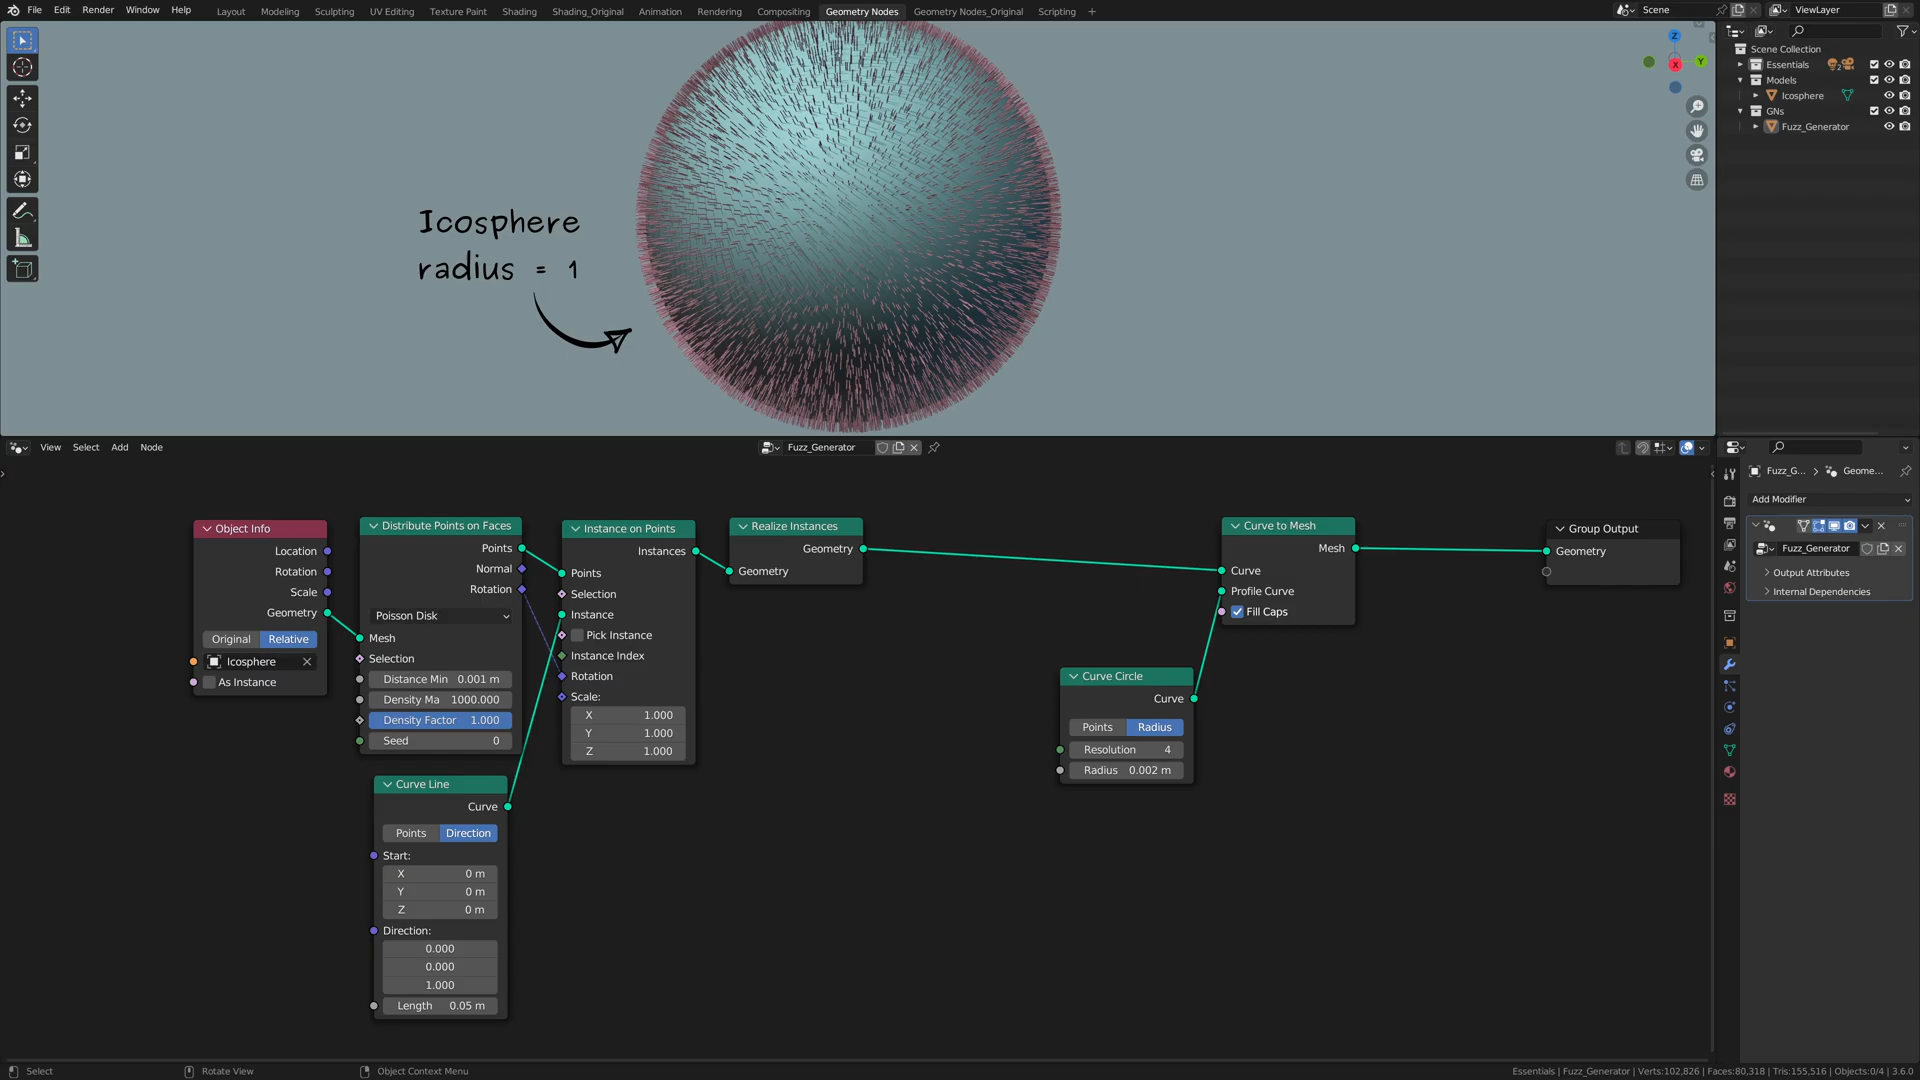 File Edit Render Window Help
Layout Modeling Sculpting UV Editing Texture Paint Shading Shading_Original Animation Rendering Compositing Geometry Nodes Geometry Nodes_Original Scripting +
Scene
ViewLayer
Z
Y
X
Icosphere
radius = 1
Scene Collection
Essentials
2
Models
Icosphere
GNs
Fuzz_Generator
View Select Add Node
Fuzz_Generator
Object Info
Location
Rotation
Scale
Geometry
Original Relative
Icosphere
As Instance
Distribute Points on Faces
Points
Normal
Rotation
Poisson Disk
Mesh
Selection
Distance Min 0.001 m
Density Ma 1000.000
Density Factor 1.000
Seed 0
Curve Line
Curve
Points Direction
Start:
X 0 m
Y 0 m
Z 0 m
Direction:
0.000
0.000
1.000
Length 0.05 m
Instance on Points
Instances
Points
Selection
Instance
Pick Instance
Instance Index
Rotation
Scale:
X 1.000
Y 1.000
Z 1.000
Realize Instances
Geometry
Geometry
Curve Circle
Curve
Points Radius
Resolution 4
Radius 0.002 m
Curve to Mesh
Mesh
Curve
Profile Curve
Fill Caps
Group Output
Geometry
Fuzz_G... > Geome...
Add Modifier
Fuzz_Generator
Output Attributes
Internal Dependencies
Select
Rotate View
Object Context Menu
Essentials | Fuzz_Generator | Verts:102,826 | Faces:80,318 | Tris:155,516 | Objects:0/4 | 3.6.0